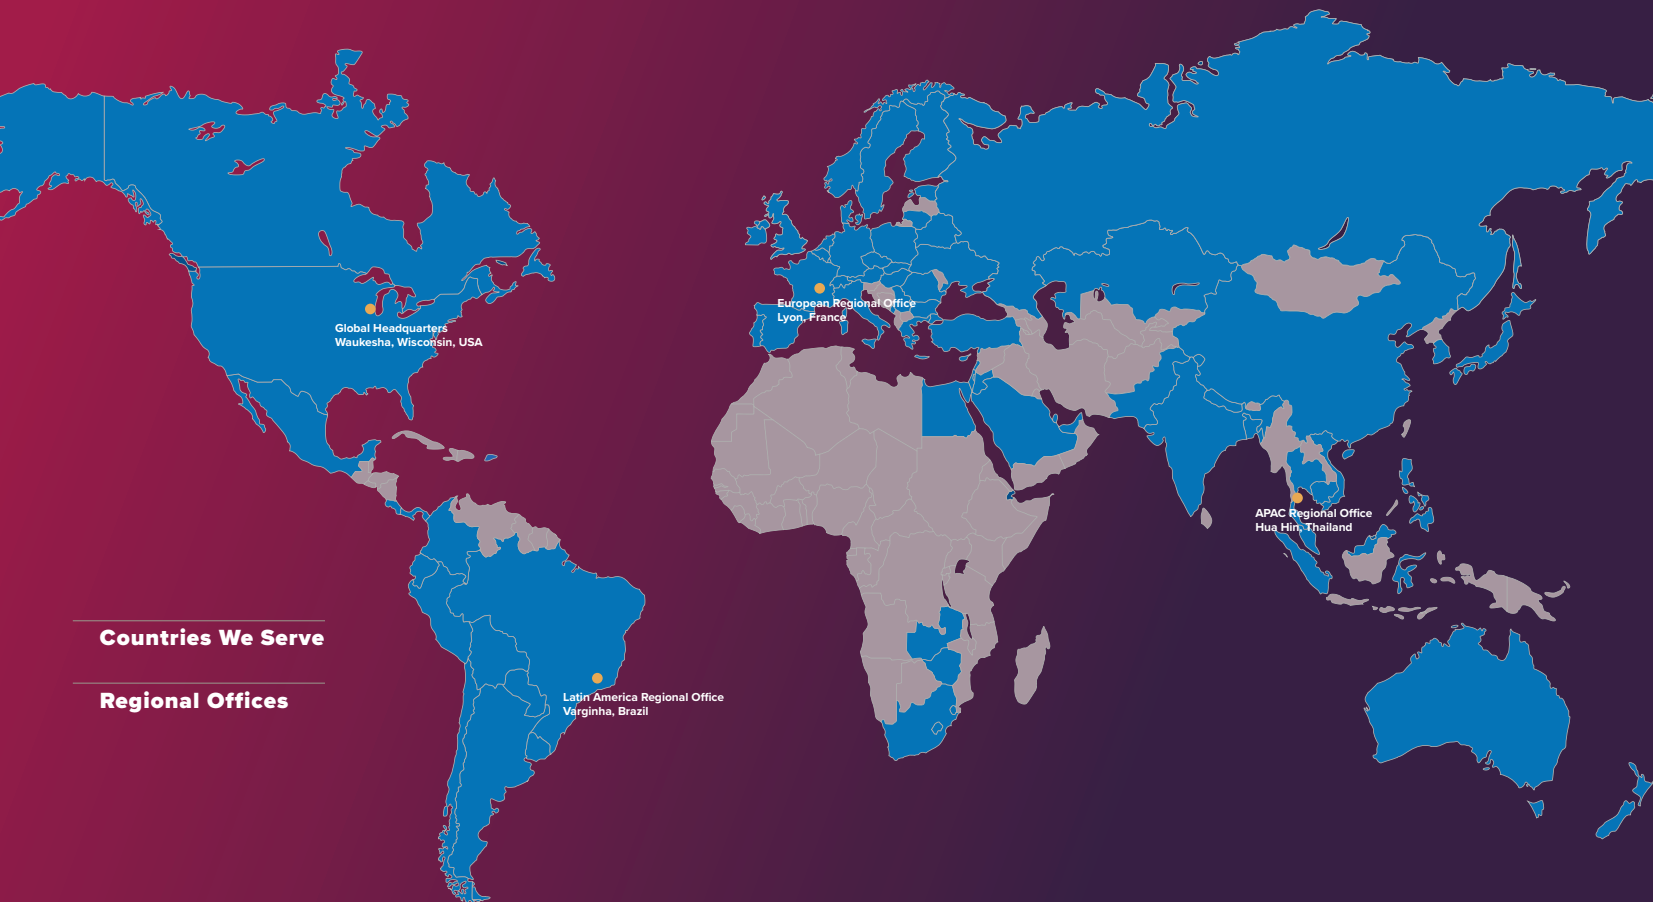 European Regional Office
Lyon, France
Global Headquarters
Waukesha, Wisconsin, USA
APAC Regional Office
Hua Hin, Thailand
Countries We Serve
Regional Offices
Latin America Regional Office
Varginha, Brazil